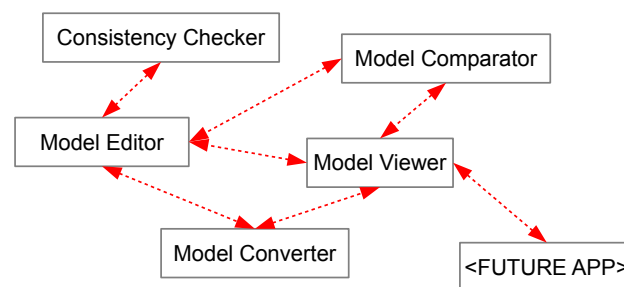 Consistency Checker
Model Comparator
Model Editor
Model Viewer
Model Converter
<FUTURE APP>